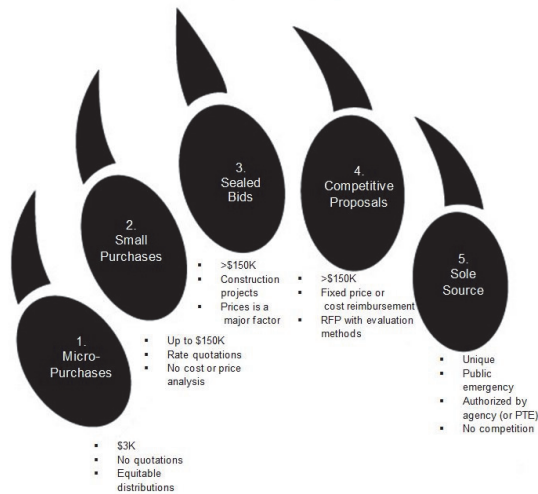 1.
Micro-
Purchases
▪ $3K
▪ No quotations
▪ Equitable
distributions
2.
Small
Purchases
▪ Up to $150K
▪ Rate quotations
▪ No cost or price
analysis
3.
Sealed
Bids
▪ >$150K
▪ Construction
projects
▪ Prices is a
major factor
4.
Competitive
Proposals
▪ >$150K
▪ Fixed price or
cost reimbursement
▪ RFP with evaluation
methods
5.
Sole
Source
▪ Unique
▪ Public
emergency
▪ Authorized by
agency (or PTE)
▪ No competition